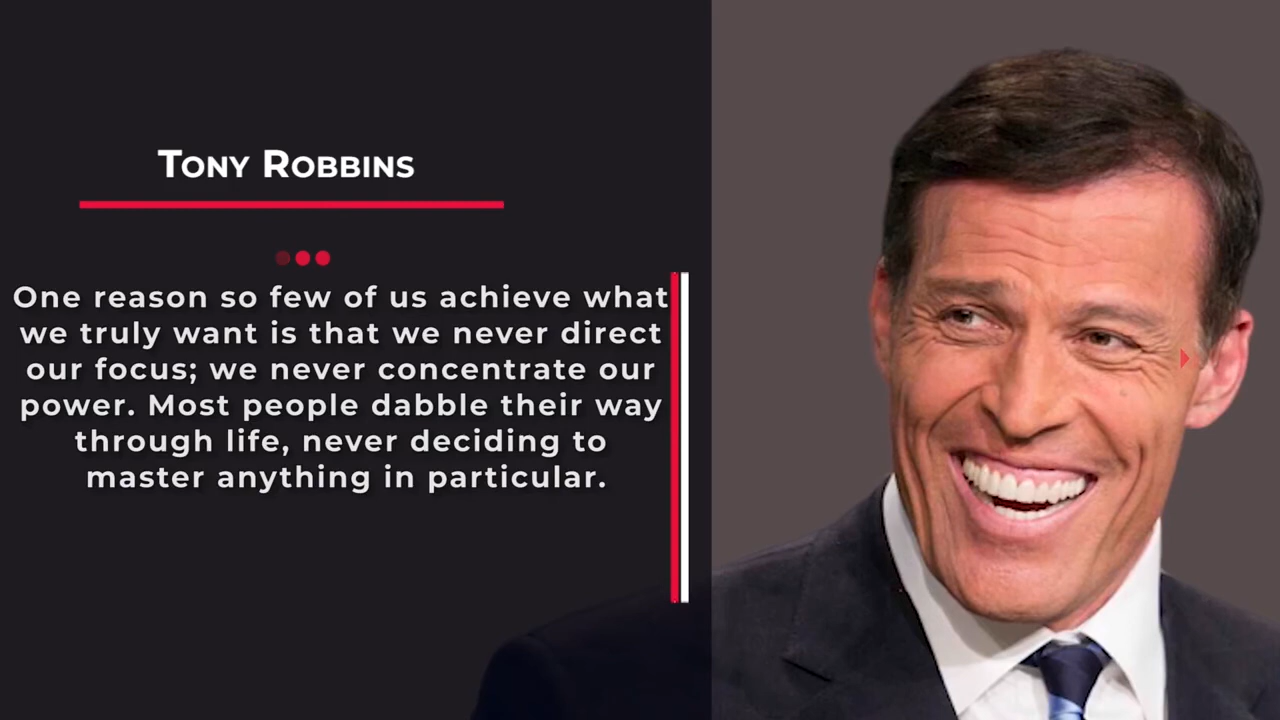 Tony Robbins
One reason so few of us achieve what
we truly want is that we never direct
our focus; we never concentrate our
power. Most people dabble their way
through life, never deciding to
master anything in particular.